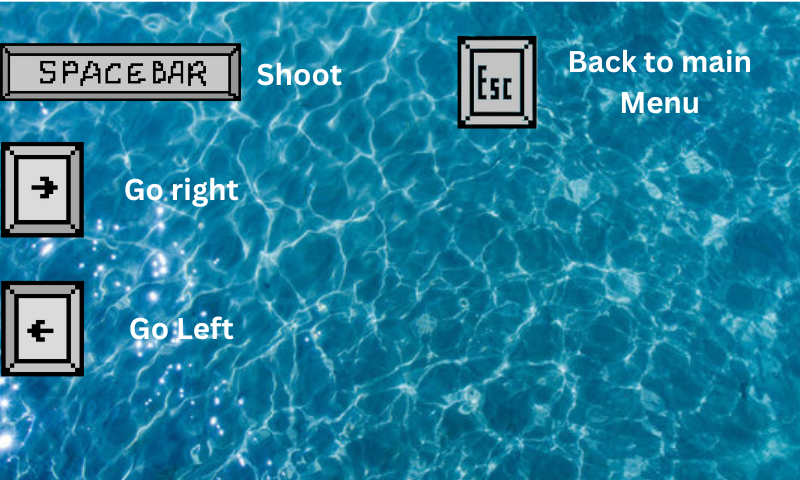 SPACEBAR Shoot
Go right
Go Left
Esc Back to main
Menu